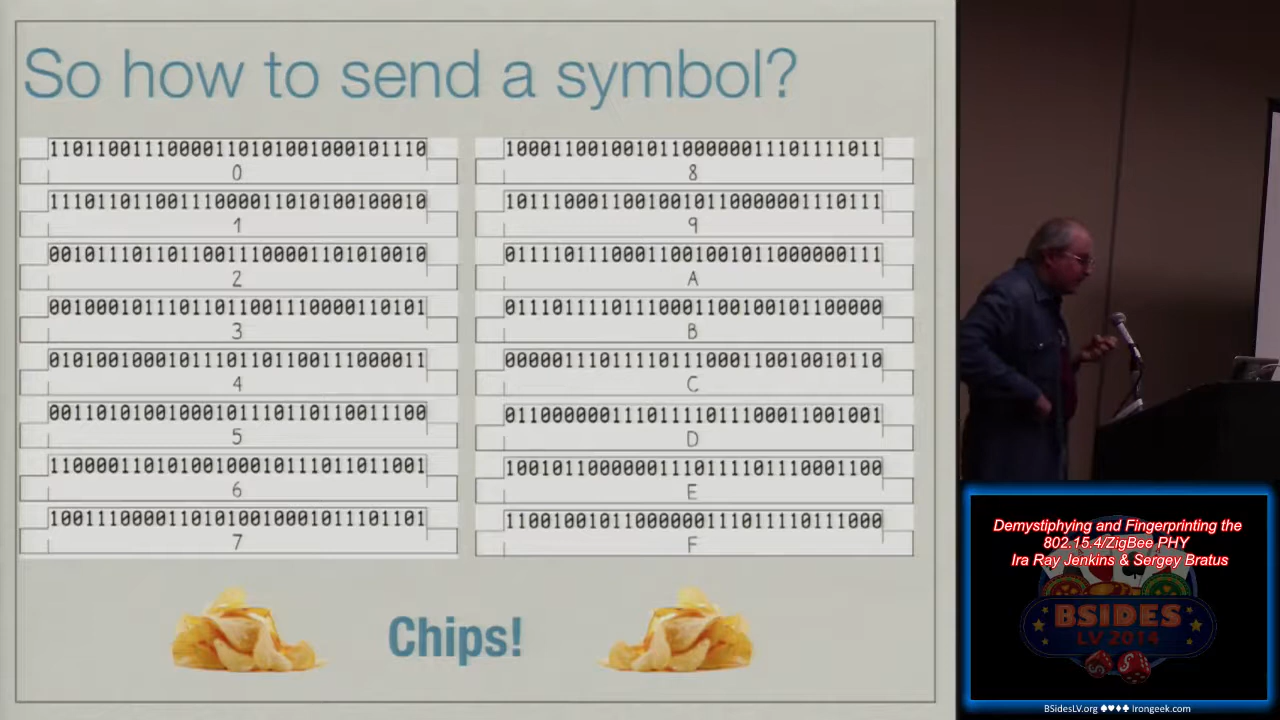 So how to send a symbol?
11011001110000110101001000101110
0
11101101100111000011010100100010
1
00101110110110011100001101010010
2
00100010111011011001110000110101
3
01010010001011101101100111000011
4
00110101001000101110110110011100
5
11000011010100100010111011011001
6
10011100001101010010001011101101
7
10001100100101100000011101111011
8
10111000110010010110000001110111
9
01111011100011001001011000000111
A
01110111101110001100100101100000
B
00000111011110111000110010010110
C
01100000011101111011100011001001
D
10010110000001110111101110001100
E
11001001011000000111011110111000
F
Chips!
Demystiphying and Fingerprinting the
802.15.4/ZigBee PHY
Ira Ray Jenkins & Sergey Bratus
BSIDES
LV 2014
BSidesLV.org ♠♥♦♣ Irongeek.com